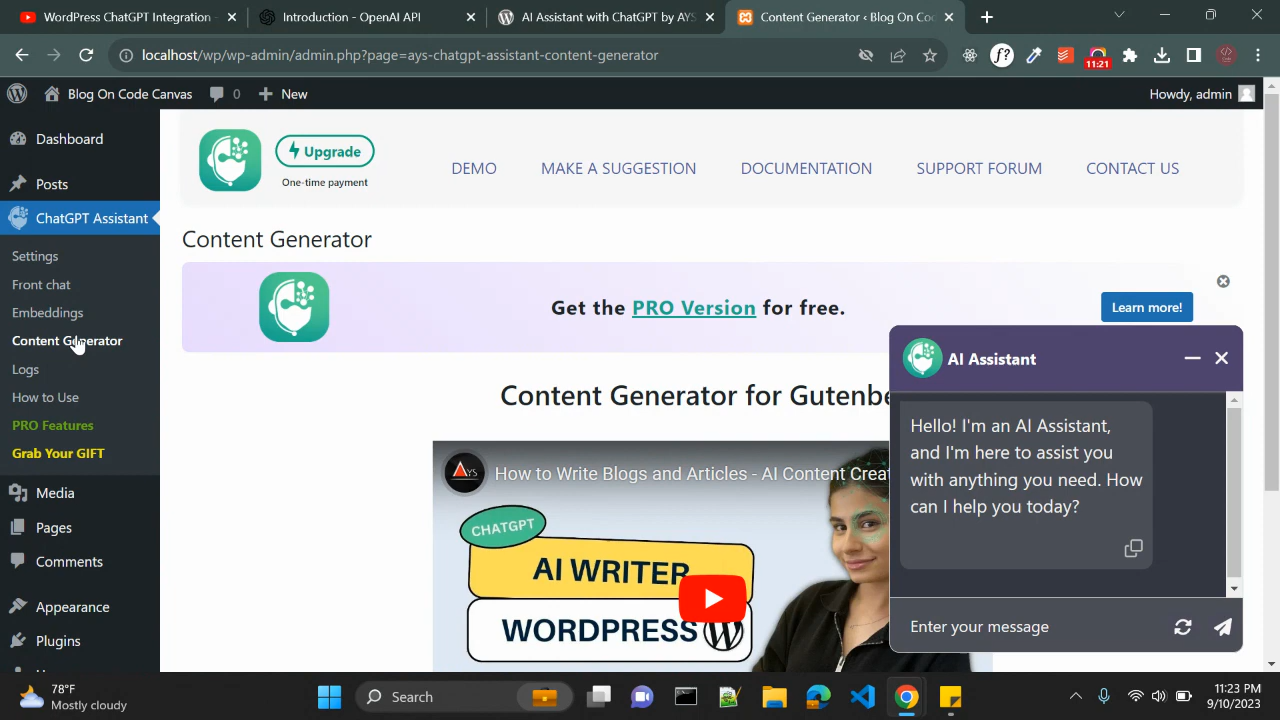 WordPress ChatGPT Integration -
Introduction - OpenAI API
AI Assistant with ChatGPT by AYS
Content Generator ‹ Blog On Co
localhost/wp/wp-admin/admin.php?page=ays-chatgpt-assistant-content-generator
f?
11:21
Blog On Code Canvas
0
New
Howdy, admin
Dashboard
Posts
ChatGPT Assistant
Settings
Front chat
Embeddings
Content Generator
Logs
How to Use
PRO Features
Grab Your GIFT
Media
Pages
Comments
Appearance
Plugins
Upgrade
One-time payment
DEMO
MAKE A SUGGESTION
DOCUMENTATION
SUPPORT FORUM
CONTACT US
Content Generator
Get the PRO Version for free.
Learn more!
Content Generator for Gutenbe
AYS
How to Write Blogs and Articles - AI Content Crea
CHATGPT
AI WRITER
WORDPRESS
AI Assistant
Hello! I'm an AI Assistant,
and I'm here to assist you
with anything you need. How
can I help you today?
Enter your message
78°F
Mostly cloudy
Search
11:23 PM
9/10/2023